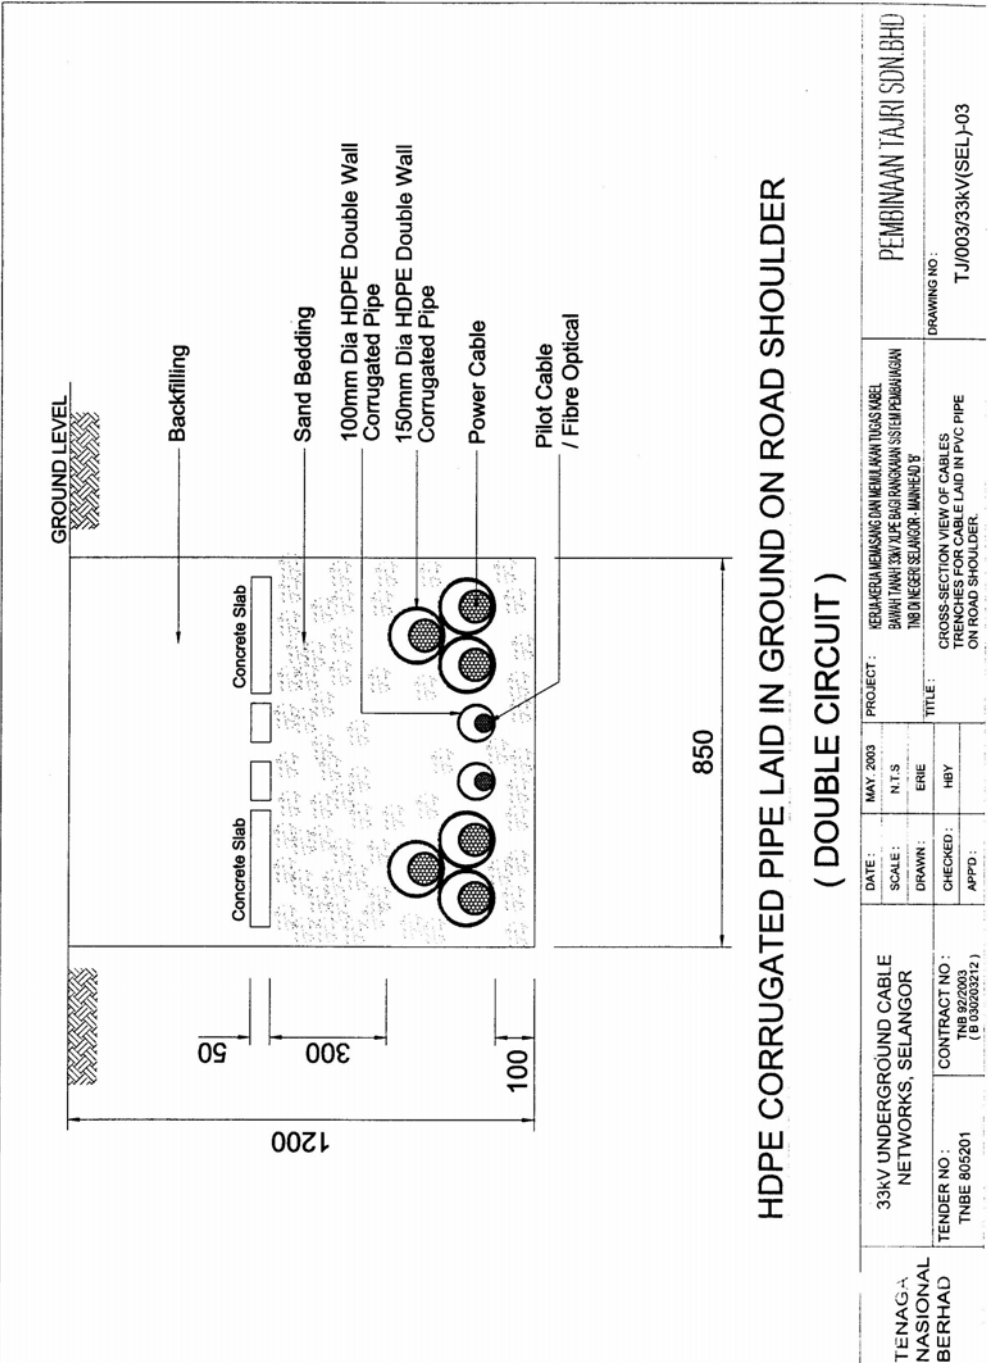 GROUND LEVEL
Backfilling
Concrete Slab
Concrete Slab
Sand Bedding
100mm Dia HDPE Double Wall
Corrugated Pipe
150mm Dia HDPE Double Wall
Corrugated Pipe
Power Cable
Pilot Cable
/ Fibre Optical
50
300
100
1200
850
HDPE CORRUGATED PIPE LAID IN GROUND ON ROAD SHOULDER
( DOUBLE CIRCUIT )
TENAGA
NASIONAL
BERHAD
33kV UNDERGROUND CABLE
NETWORKS, SELANGOR
TENDER NO :
TNBE 805201
CONTRACT NO :
TNB 92/2003
( B 030203212 )
DATE : MAY. 2003
SCALE : N.T.S
DRAWN : ERIE
CHECKED : HBY
APP'D :
PROJECT :
KERJA-KERJA MEMASANG DAN MEMULAKAN TUGAS KABEL
BAWAH TANAH 33kV XLPE BAGI RANGKAIAN SISTEM PEMBAHAGIAN
TNB DI NEGERI SELANGOR - MAINHEAD 'B'
TITLE :
CROSS-SECTION VIEW OF CABLES
TRENCHES FOR CABLE LAID IN PVC PIPE
ON ROAD SHOULDER.
PEMBINAAN TAJRI SDN.BHD
DRAWING NO :
TJ/003/33kV(SEL)-03